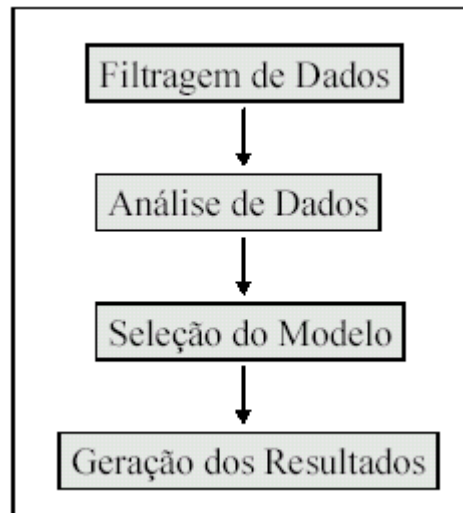 Filtragem de Dados
Análise de Dados
Seleção do Modelo
Geração dos Resultados